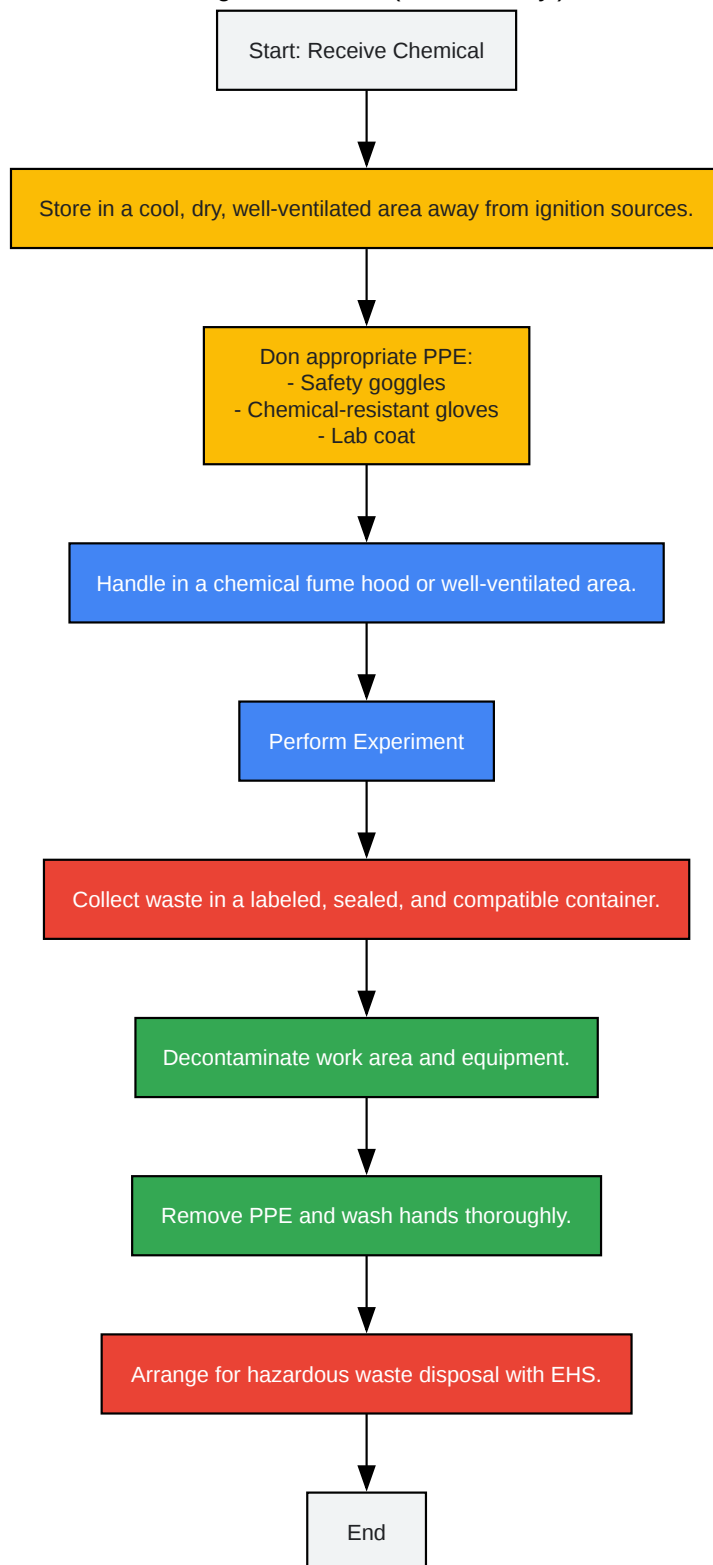 Start: Receive Chemical
Store in a cool, dry, well-ventilated area away from ignition sources.
Don appropriate PPE:
- Safety goggles
- Chemical-resistant gloves
- Lab coat
Handle in a chemical fume hood or well-ventilated area.
Perform Experiment
Collect waste in a labeled, sealed, and compatible container.
Decontaminate work area and equipment.
Remove PPE and wash hands thoroughly.
Arrange for hazardous waste disposal with EHS.
End